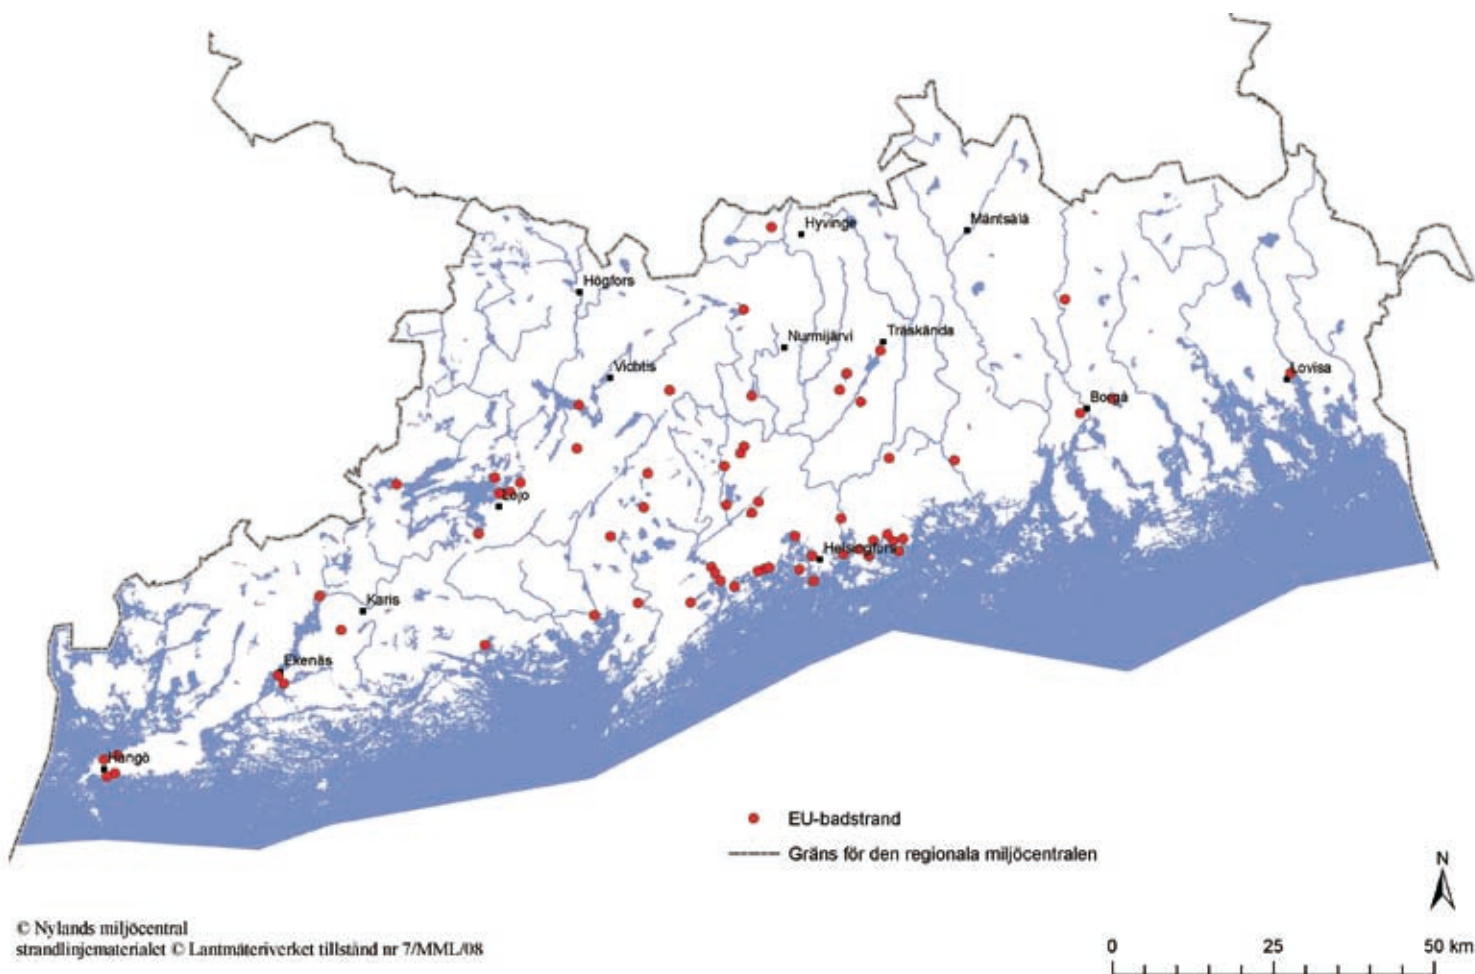 Hyvinge
Mäntsälä
Högfors
Nurmijärvi
Träskända
Vichtis
Lovisa
Borgå
Lojo
Helsingfors
Karis
Ekenäs
Hangö
EU-badstrand
Gräns för den regionala miljöcentralen
N
© Nylands miljöcentral
strandlinjematerialet © Lantmäteriverket tillstånd nr 7/MML/08
0 25 50 km